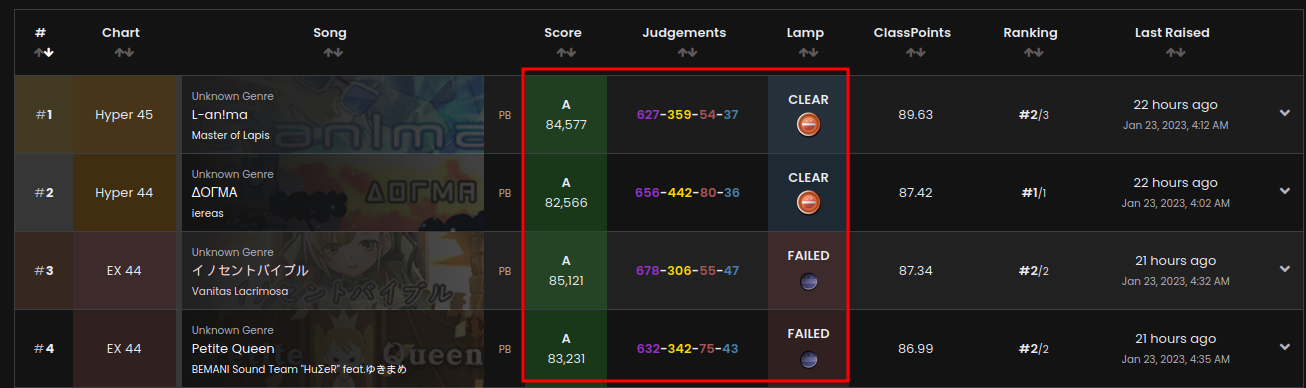 # Chart Song Score Judgements Lamp ClassPoints Ranking Last Raised
#1 Hyper 45
Unknown Genre
L-an!ma
Master of Lapis
PB
A
84,577
627-359-54-37
CLEAR
89.63
#2/3
22 hours ago
Jan 23, 2023, 4:12 AM
#2 Hyper 44
Unknown Genre
ΔΟΓΜΑ
iereas
PB
A
82,566
656-442-80-36
CLEAR
87.42
#1/1
22 hours ago
Jan 23, 2023, 4:02 AM
#3 EX 44
Unknown Genre
イノセントバイブル
Vanitas Lacrimosa
PB
A
85,121
678-306-55-47
FAILED
87.34
#2/2
21 hours ago
Jan 23, 2023, 4:32 AM
#4 EX 44
Unknown Genre
Petite Queen
BEMANI Sound Team "HuΣeR" feat.ゆきまめ
PB
A
83,231
632-342-75-43
FAILED
86.99
#2/2
21 hours ago
Jan 23, 2023, 4:35 AM